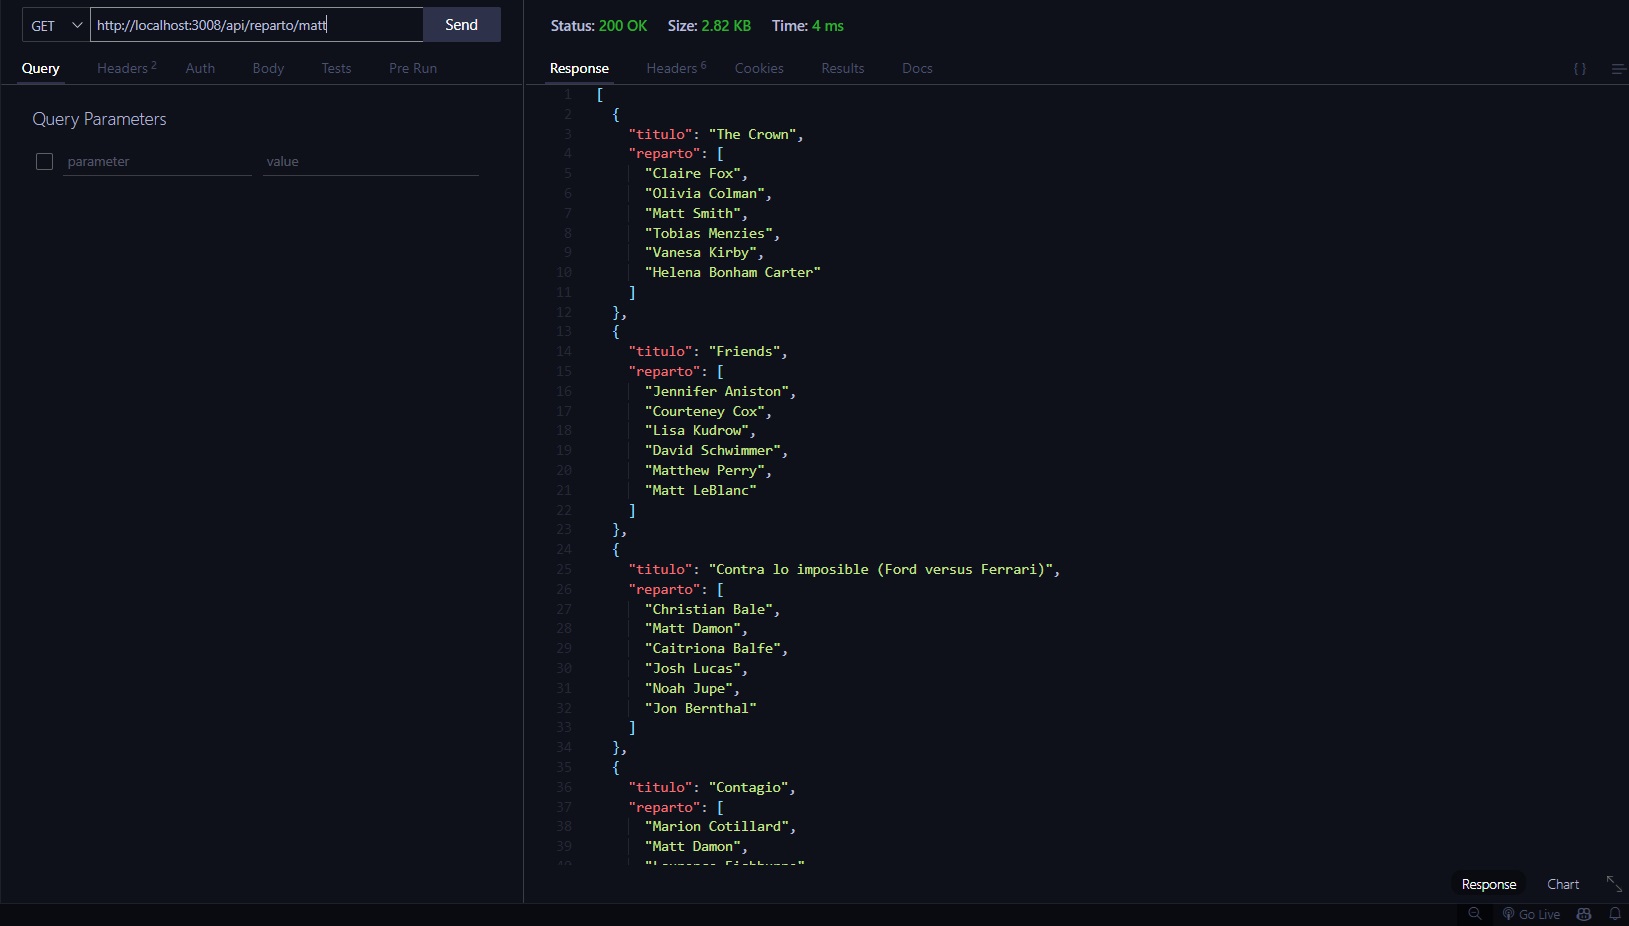 GET http://localhost:3008/api/reparto/matt Send
Query Headers 2 Auth Body Tests Pre Run
Query Parameters
parameter value
Status: 200 OK Size: 2.82 KB Time: 4 ms
Response Headers 6 Cookies Results Docs { }
1 [
2 {
3 "titulo": "The Crown",
4 "reparto": [
5 "Claire Fox",
6 "Olivia Colman",
7 "Matt Smith",
8 "Tobias Menzies",
9 "Vanesa Kirby",
10 "Helena Bonham Carter"
11 ]
12 },
13 {
14 "titulo": "Friends",
15 "reparto": [
16 "Jennifer Aniston",
17 "Courteney Cox",
18 "Lisa Kudrow",
19 "David Schwimmer",
20 "Matthew Perry",
21 "Matt LeBlanc"
22 ]
23 },
24 {
25 "titulo": "Contra lo imposible (Ford versus Ferrari)",
26 "reparto": [
27 "Christian Bale",
28 "Matt Damon",
29 "Caitriona Balfe",
30 "Josh Lucas",
31 "Noah Jupe",
32 "Jon Bernthal"
33 ]
34 },
35 {
36 "titulo": "Contagio",
37 "reparto": [
38 "Marion Cotillard",
39 "Matt Damon",
Response Chart
Go Live